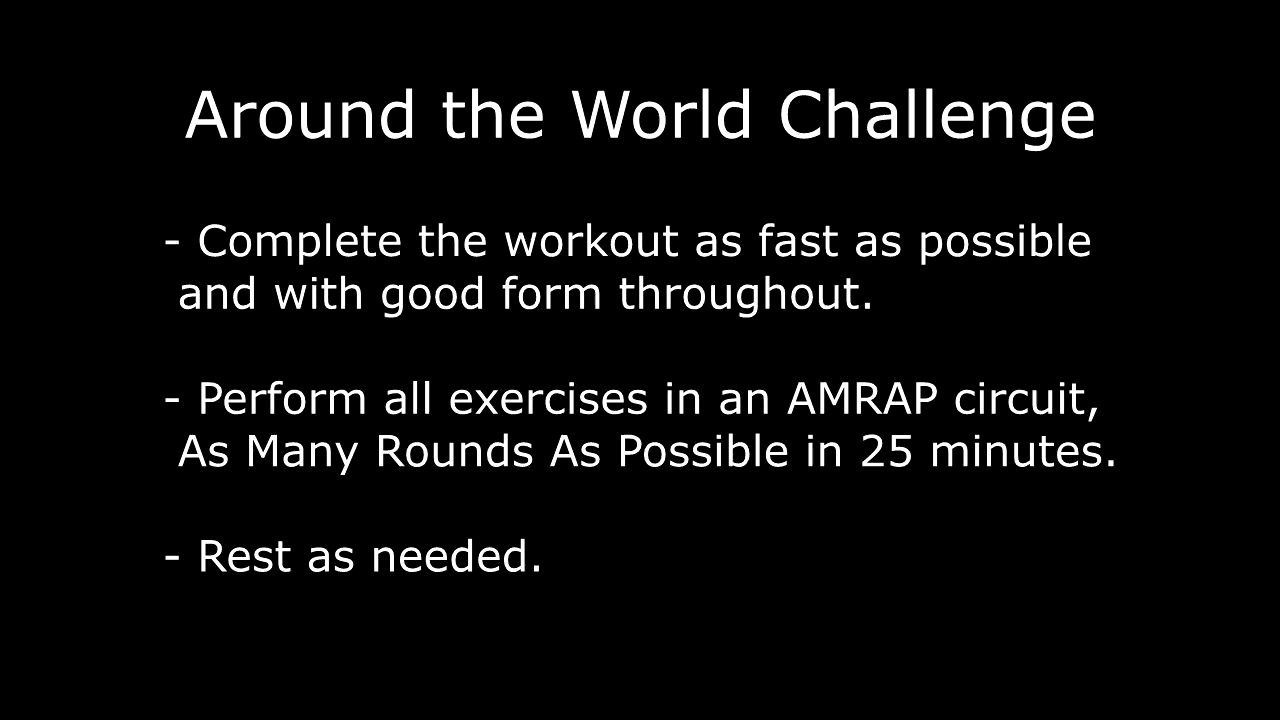 Around the World Challenge
- Complete the workout as fast as possible
and with good form throughout.
- Perform all exercises in an AMRAP circuit,
As Many Rounds As Possible in 25 minutes.
- Rest as needed.